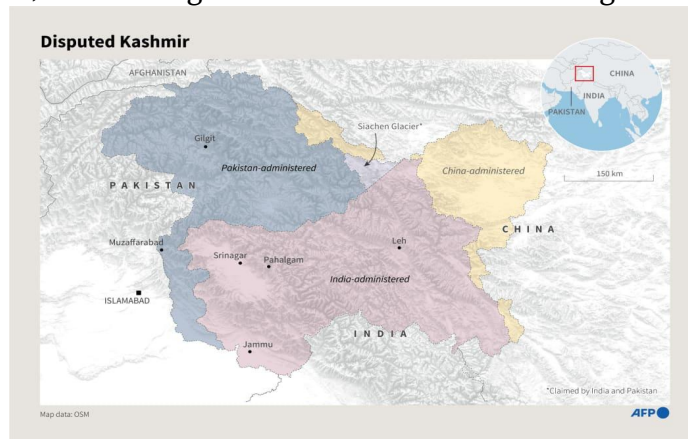 Disputed Kashmir
AFGHANISTAN
CHINA
INDIA
PAKISTAN
Siachen Glacier*
Gilgit
Pakistan-administered
China-administered
150 km
PAKISTAN
CHINA
Muzaffarabad
Srinagar
Pahalgam
Leh
India-administered
ISLAMABAD
INDIA
Jammu
*Claimed by India and Pakistan
Map data: OSM
AFP